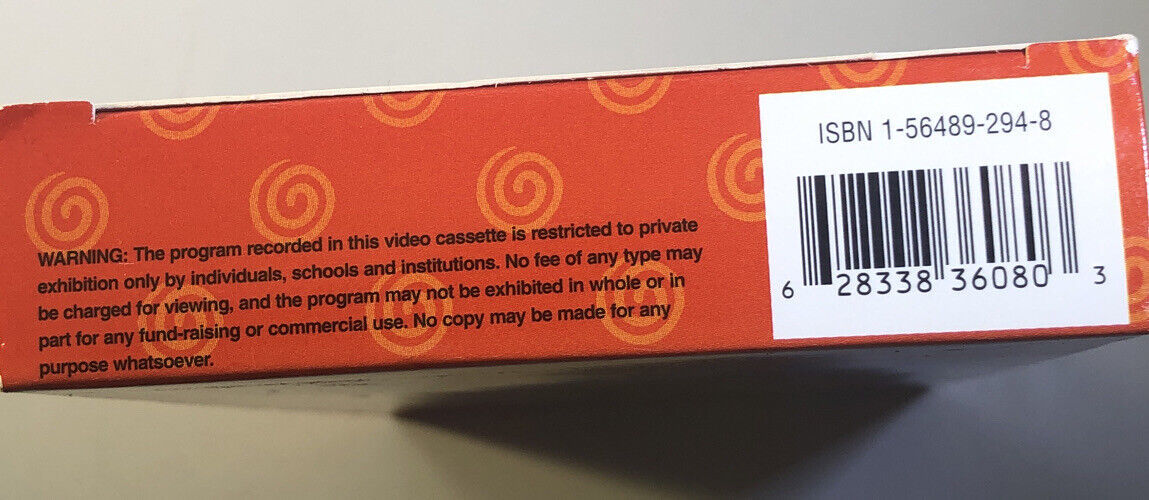 WARNING: The program recorded in this video cassette is restricted to private
exhibition only by individuals, schools and institutions. No fee of any type may
be charged for viewing, and the program may not be exhibited in whole or in
part for any fund-raising or commercial use. No copy may be made for any
purpose whatsoever.
ISBN 1-56489-294-8
6 28338 36080 3